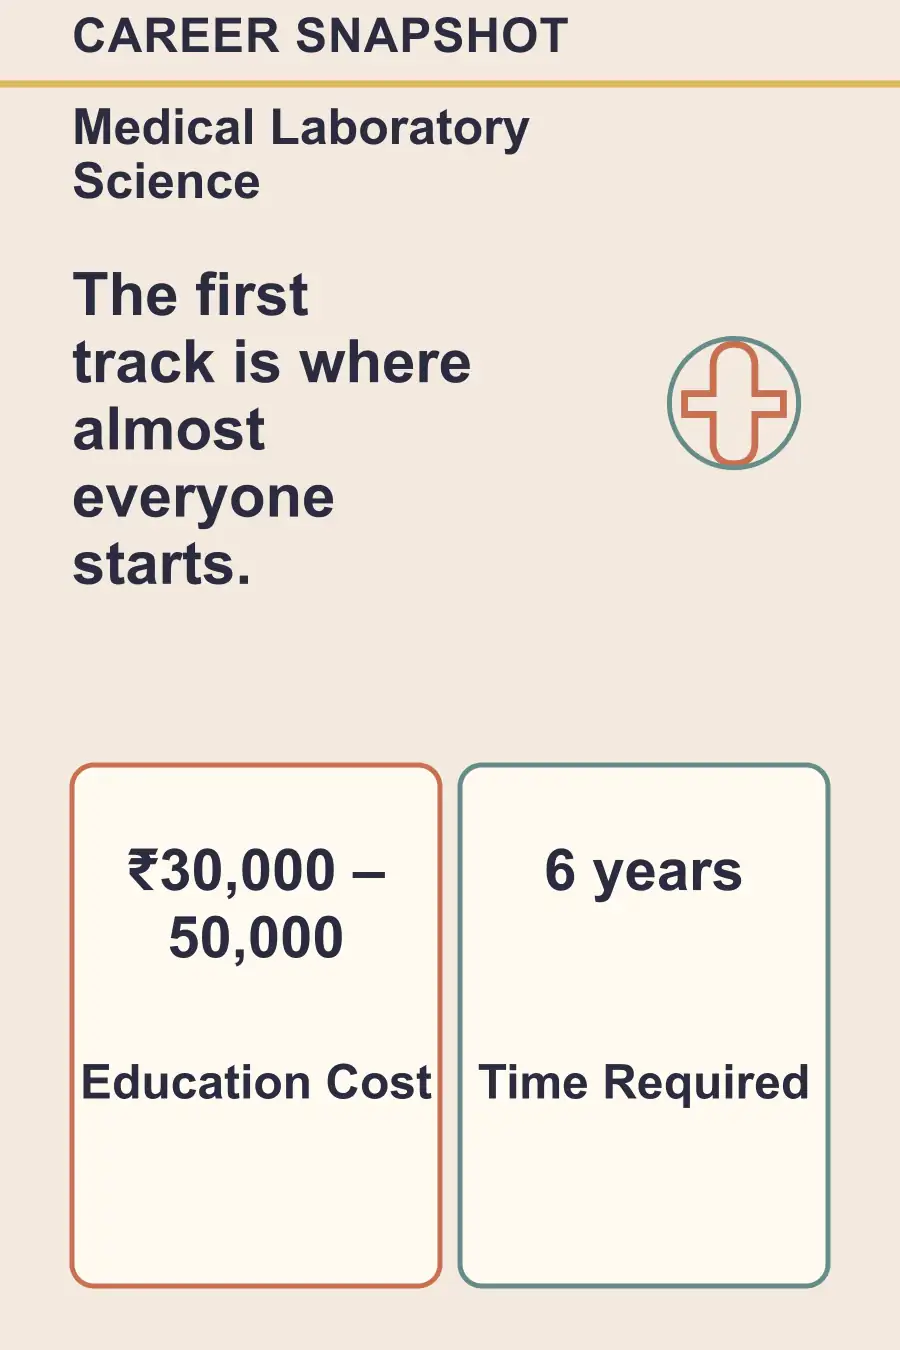 CAREER SNAPSHOT
Medical Laboratory
Science
The first
track is where
almost
everyone
starts.
₹30,000 –
50,000
Education Cost
6 years
Time Required